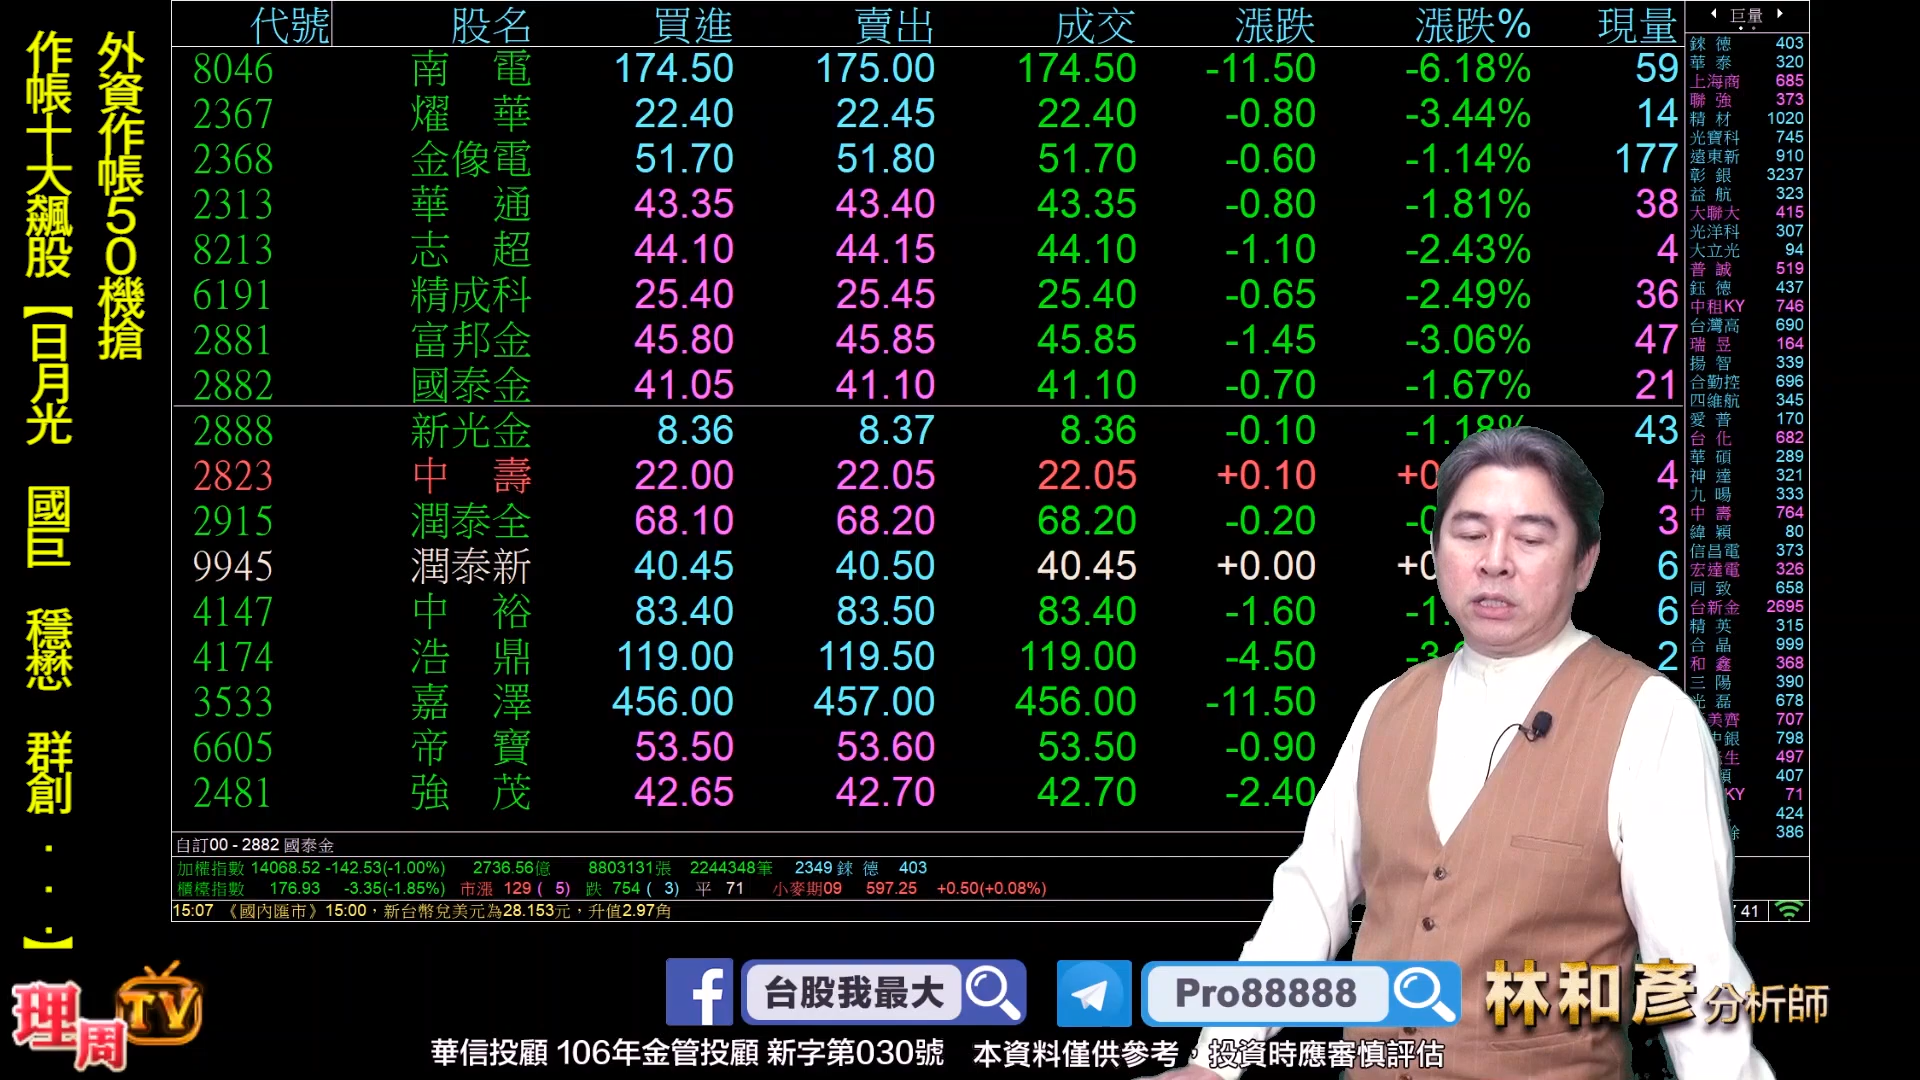 外資作帳50機搶
作帳十大飆股【日月光 國巨 穩懋 群創...】
代號 股名 買進 賣出 成交 漲跌 漲跌% 現量
8046 南電 174.50 175.00 174.50 -11.50 -6.18% 59
2367 燿華 22.40 22.45 22.40 -0.80 -3.44% 14
2368 金像電 51.70 51.80 51.70 -0.60 -1.14% 177
2313 華通 43.35 43.40 43.35 -0.80 -1.81% 38
8213 志超 44.10 44.15 44.10 -1.10 -2.43% 4
6191 精成科 25.40 25.45 25.40 -0.65 -2.49% 36
2881 富邦金 45.80 45.85 45.85 -1.45 -3.06% 47
2882 國泰金 41.05 41.10 41.10 -0.70 -1.67% 21
2888 新光金 8.36 8.37 8.36 -0.10 -1.18% 43
2823 中壽 22.00 22.05 22.05 +0.10 +0 4
2915 潤泰全 68.10 68.20 68.20 -0.20 -0 3
9945 潤泰新 40.45 40.50 40.45 +0.00 +0 6
4147 中裕 83.40 83.50 83.40 -1.60 -1. 6
4174 浩鼎 119.00 119.50 119.00 -4.50 -3. 2
3533 嘉澤 456.00 457.00 456.00 -11.50
6605 帝寶 53.50 53.60 53.50 -0.90
2481 強茂 42.65 42.70 42.70 -2.40
自訂00 - 2882 國泰金
加權指數 14068.52 -142.53(-1.00%) 2736.56億 8803131張 2244348筆 2349 錸德 403
櫃檯指數 176.93 -3.35(-1.85%) 市漲 129 ( 5) 跌 754 ( 3) 平 71 小麥期09 597.25 +0.50(+0.08%)
15:07 《國內匯市》15:00，新台幣兌美元為28.153元，升值2.97角
41
巨量
錸德 403
華泰 320
上海商 685
聯強 373
精材 1020
光寶科 745
遠東新 910
彰銀 3237
益航 323
大聯大 415
光洋科 307
大立光 94
普誠 519
鈺德 437
中租KY 746
台灣高 690
瑞昱 164
揚智 339
合勤控 696
四維航 345
愛普 170
台化 682
華碩 289
神達 321
九暘 333
中壽 764
緯穎 80
信昌電 373
宏達電 326
同致 658
台新金 2695
精英 315
合晶 999
和鑫 368
三陽 390
光磊 678
美齊 707
中銀 798
生 497
穎 407
KY 71
424
386
理周TV
台股我最大
Pro88888
林和彥 分析師
華信投顧 106年金管投顧 新字第030號 本資料僅供參考，投資時應審慎評估